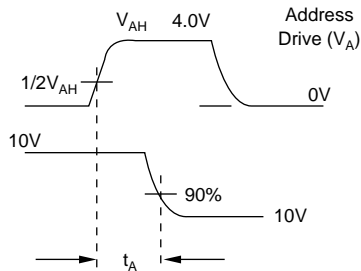 V_AH 4.0V Address
Drive (V_A)
1/2V_AH
0V
10V
90%
10V
t_A